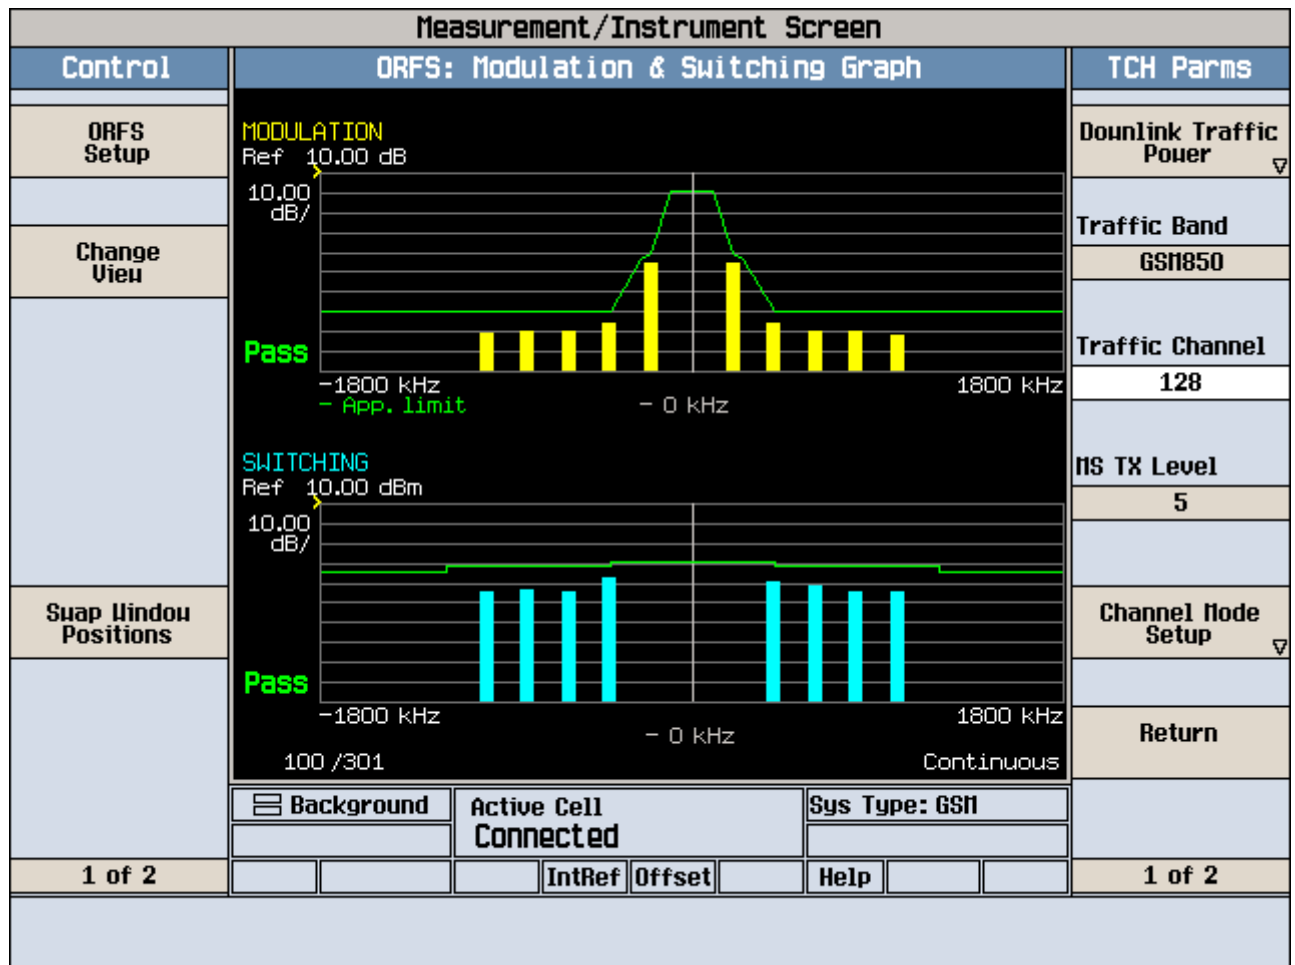 Measurement/Instrument Screen
Control
ORFS: Modulation & Switching Graph
TCH Parms
ORFS
Setup
Change
View
Swap Window
Positions
1 of 2
MODULATION
Ref 10.00 dB
10.00
dB/
Pass
-1800 kHz
1800 kHz
- App. limit
- 0 kHz
SWITCHING
Ref 10.00 dBm
10.00
dB/
Pass
-1800 kHz
1800 kHz
- 0 kHz
100 /301
Continuous
Background
Active Cell
Connected
Sys Type: GSM
IntRef
Offset
Help
Downlink Traffic
Power
Traffic Band
GSM850
Traffic Channel
128
MS TX Level
5
Channel Mode
Setup
Return
1 of 2